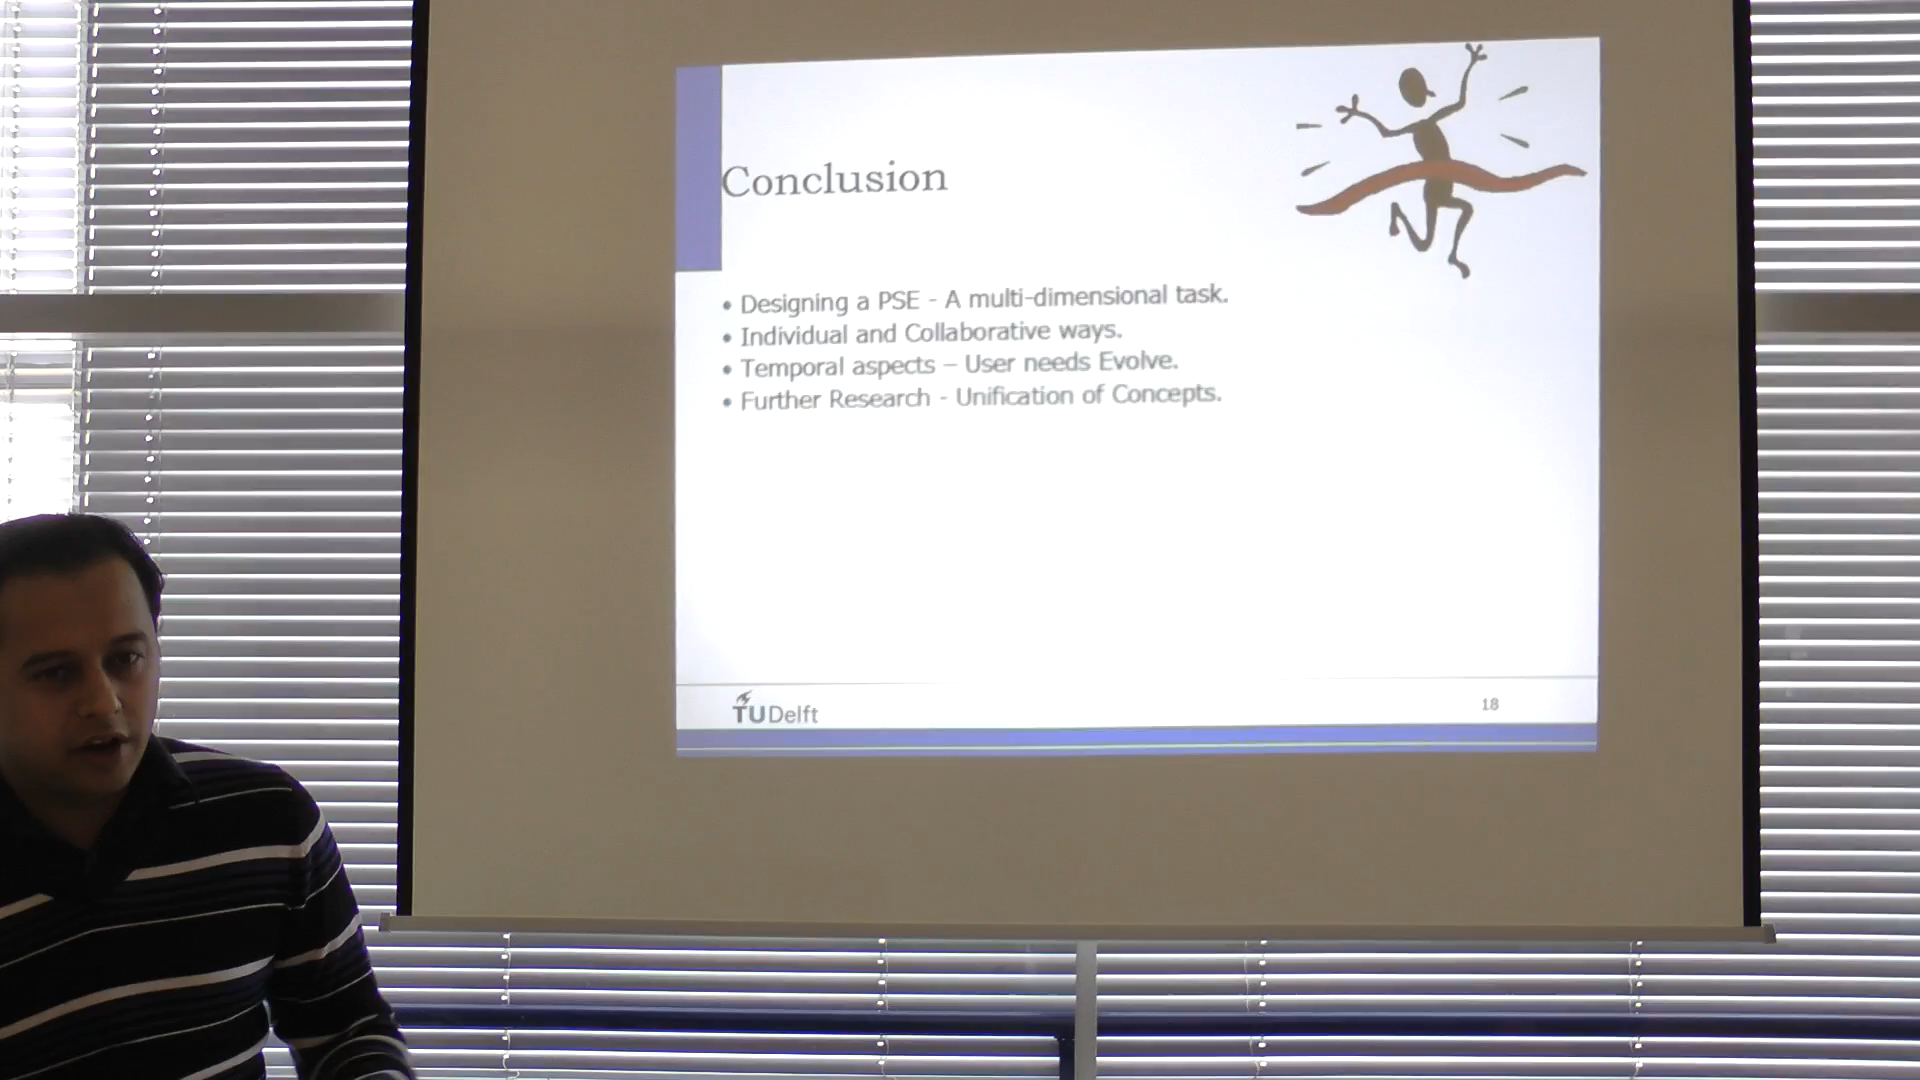 Conclusion
• Designing a PSE - A multi-dimensional task.
• Individual and Collaborative ways.
• Temporal aspects – User needs Evolve.
• Further Research - Unification of Concepts.
TUDelft
18